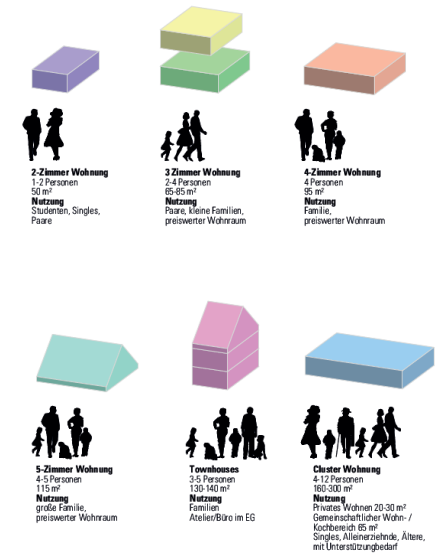 2-Zimmer Wohnung
1-2 Personen
50 m²
Nutzung
Studenten, Singles,
Paare
3 Zimmer Wohnung
2-4 Personen
65-85 m²
Nutzung
Paare, kleine Familien,
preiswerter Wohnraum
4-Zimmer Wohnung
4 Personen
95 m²
Nutzung
Familie,
preiswerter Wohnraum
5-Zimmer Wohnung
4-5 Personen
115 m²
Nutzung
große Familie,
preiswerter Wohnraum
Townhouses
3-5 Personen
130-140 m²
Nutzung
Familien
Atelier/Büro im EG
Cluster Wohnung
4-12 Personen
160-300 m²
Nutzung
Privates Wohnen 20-30 m²
Gemeinschaftlicher Wohn- /
Kochbereich 65 m²
Singles, Alleinerziehnde, Ältere,
mit Unterstützungbedarf